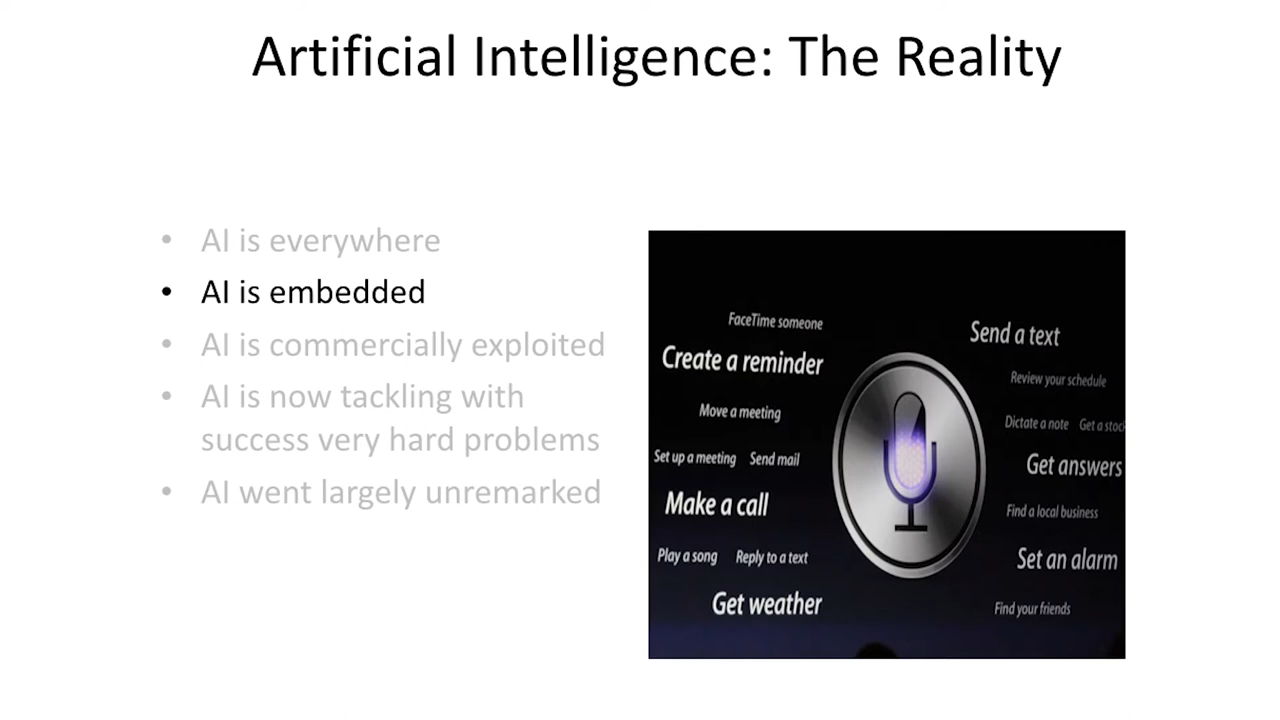 Artificial Intelligence: The Reality
• AI is everywhere
• AI is embedded
• AI is commercially exploited
• AI is now tackling with
success very hard problems
• AI went largely unremarked
FaceTime someone
Create a reminder
Move a meeting
Set up a meeting Send mail
Make a call
Play a song Reply to a text
Get weather
Send a text
Review your schedule
Dictate a note Get a stoc
Get answers
Find a local business
Set an alarm
Find your friends